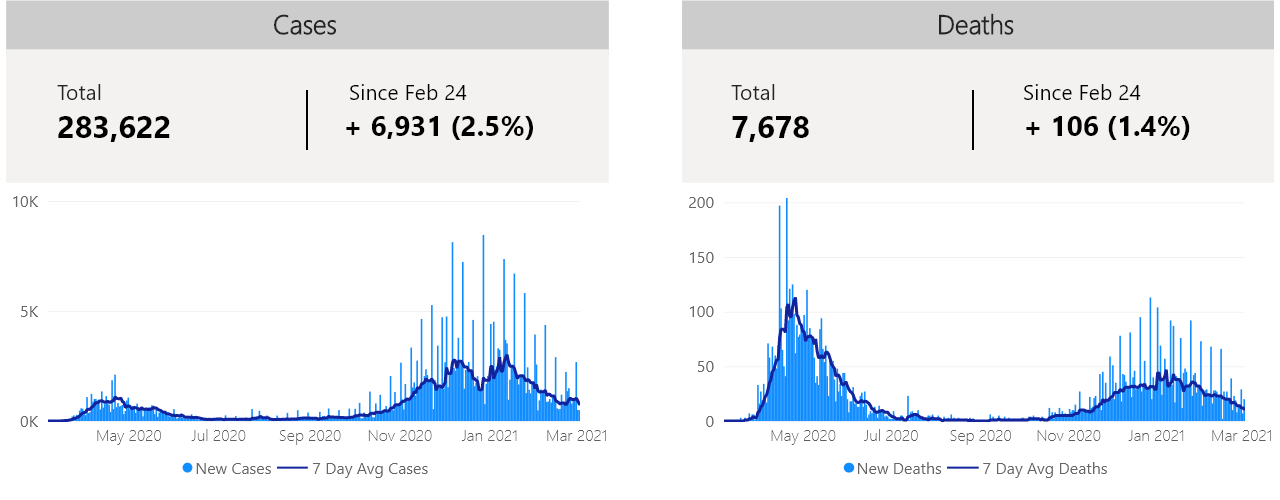 Cases
Total
283,622
Since Feb 24
+ 6,931 (2.5%)
10K
5K
0K
May 2020 Jul 2020 Sep 2020 Nov 2020 Jan 2021 Mar 2021
New Cases 7 Day Avg Cases
Deaths
Total
7,678
Since Feb 24
+ 106 (1.4%)
200
150
100
50
0
May 2020 Jul 2020 Sep 2020 Nov 2020 Jan 2021 Mar 2021
New Deaths 7 Day Avg Deaths